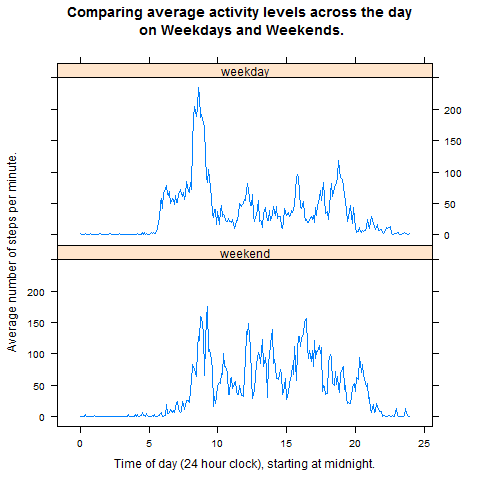 Comparing average activity levels across the day
on Weekdays and Weekends.
weekday
200
150
100
50
0
weekend
200
150
100
50
0
Average number of steps per minute.
0 5 10 15 20 25
Time of day (24 hour clock), starting at midnight.